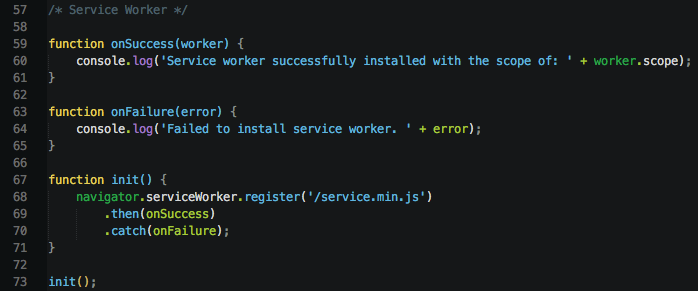 57 /* Service Worker */
58
59 function onSuccess(worker) {
60     console.log('Service worker successfully installed with the scope of: ' + worker.scope);
61 }
62
63 function onFailure(error) {
64     console.log('Failed to install service worker. ' + error);
65 }
66
67 function init() {
68     navigator.serviceWorker.register('/service.min.js')
69         .then(onSuccess)
70         .catch(onFailure);
71 }
72
73 init();